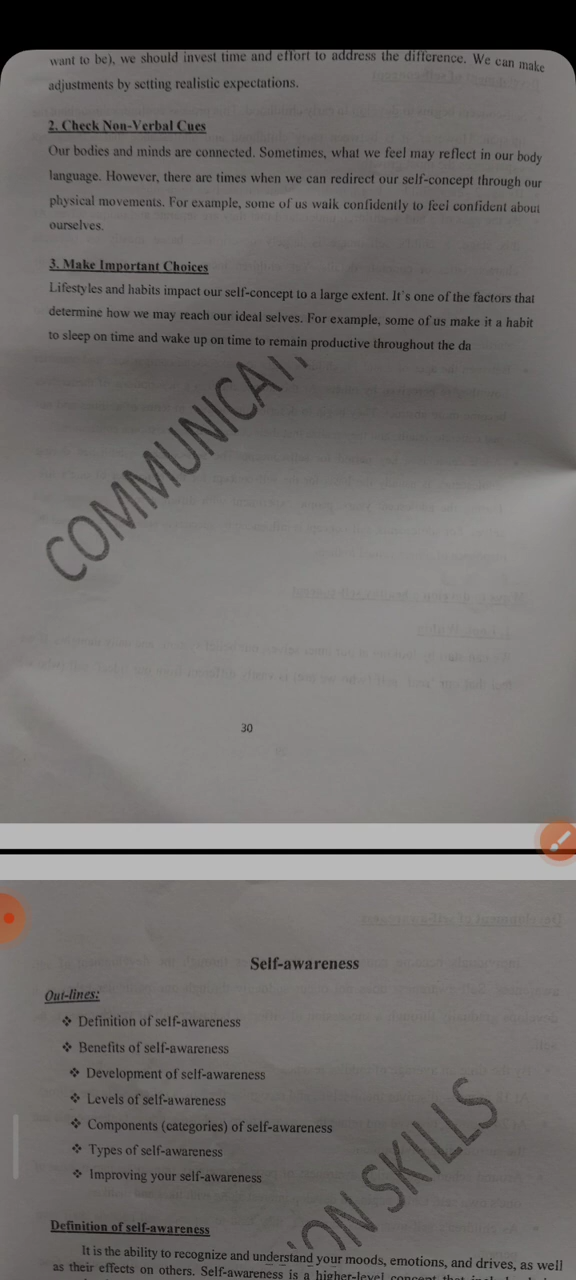 want to be), we should invest time and effort to address the difference. We can make
adjustments by setting realistic expectations.
2. Check Non-Verbal Cues
Our bodies and minds are connected. Sometimes, what we feel may reflect in our body
language. However, there are times when we can redirect our self-concept through our
physical movements. For example, some of us walk confidently to feel confident about
ourselves.
3. Make Important Choices
Lifestyles and habits impact our self-concept to a large extent. It's one of the factors that
determine how we may reach our ideal selves. For example, some of us make it a habit
to sleep on time and wake up on time to remain productive throughout the da
COMMUNICAT
30
Self-awareness
Out-lines:
❖ Definition of self-awareness
❖ Benefits of self-awareness
❖ Development of self-awareness
❖ Levels of self-awareness
❖ Components (categories) of self-awareness
❖ Types of self-awareness
❖ Improving your self-awareness
ON SKILLS
Definition of self-awareness
It is the ability to recognize and understand your moods, emotions, and drives, as well
as their effects on others. Self-awareness is a higher-level concept that